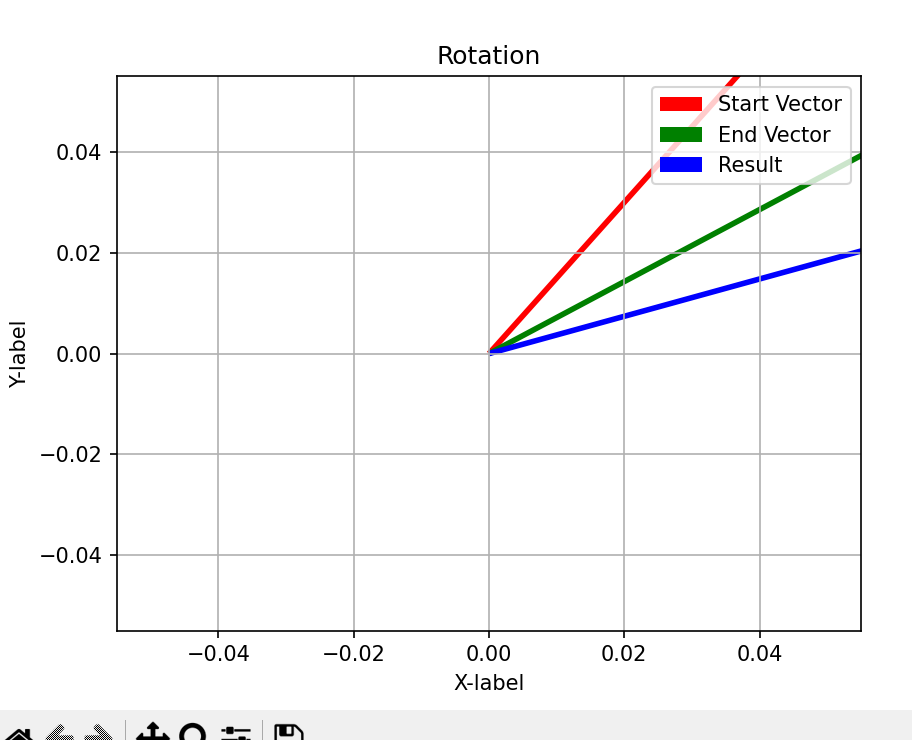 Rotation
Start Vector
End Vector
Result
0.04
0.02
0.00
−0.02
−0.04
Y-label
−0.04
−0.02
0.00
0.02
0.04
X-label